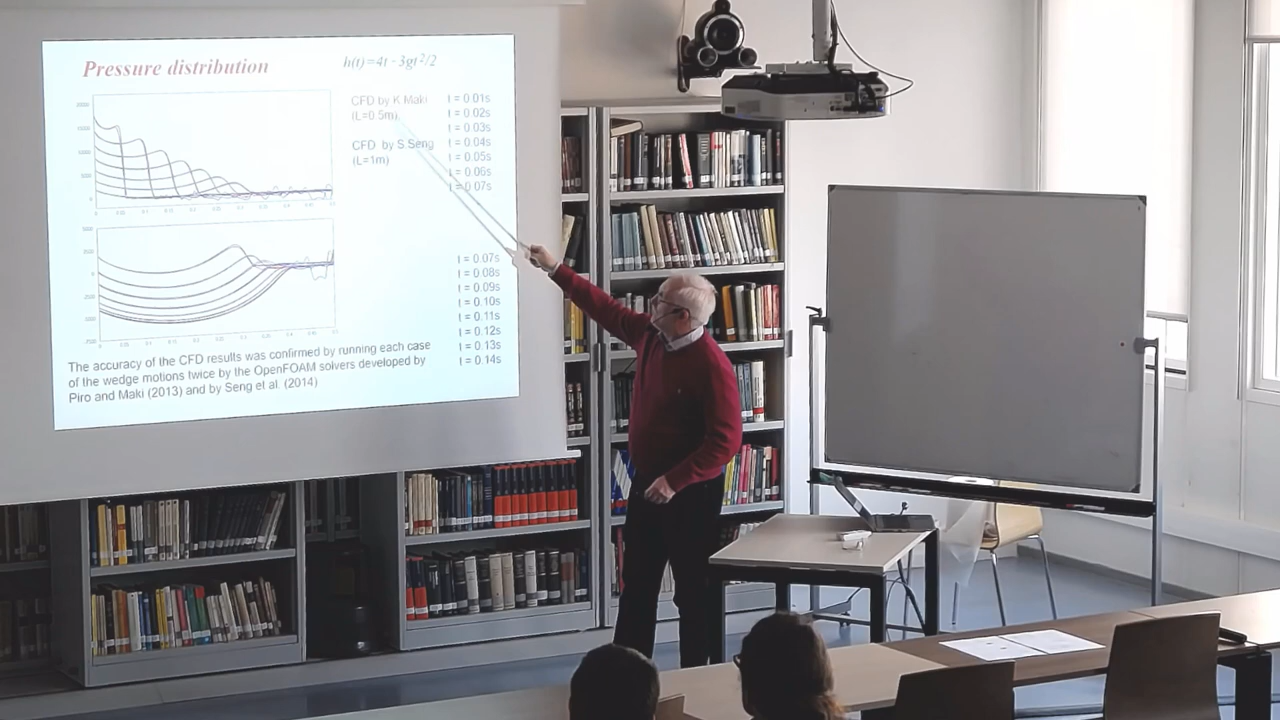 Pressure distribution
h(t)=4t-3gt²/2
CFD by K Maki
(L=0.5m)
CFD by S Seng
(L=1m)
t = 0.01s
t = 0.02s
t = 0.03s
t = 0.04s
t = 0.05s
t = 0.06s
t = 0.07s
t = 0.07s
t = 0.08s
t = 0.09s
t = 0.10s
t = 0.11s
t = 0.12s
t = 0.13s
t = 0.14s
The accuracy of the CFD results was confirmed by running each case
of the wedge motions twice by the OpenFOAM solvers developed by
Piro and Maki (2013) and by Seng et al. (2014)